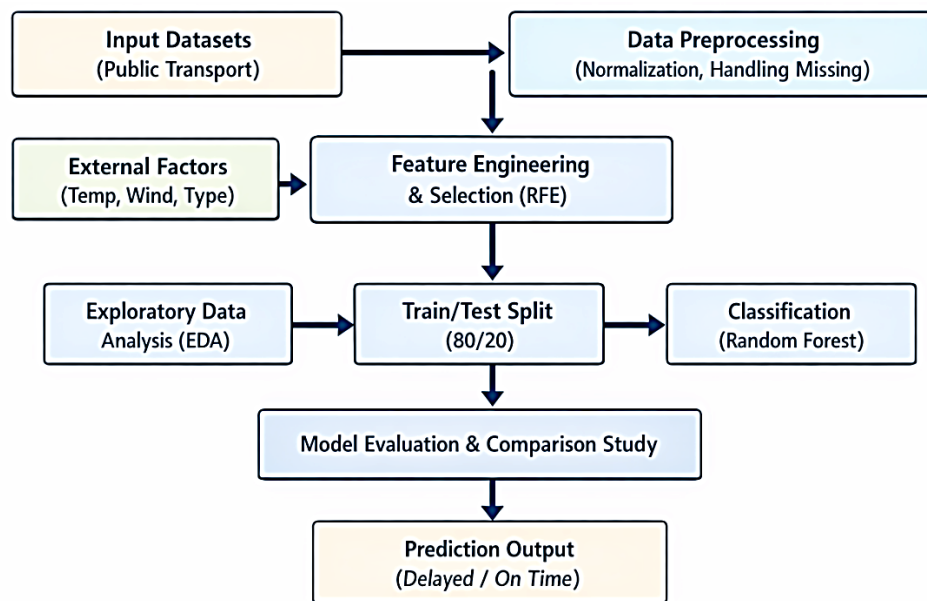 Input Datasets
(Public Transport)
Data Preprocessing
(Normalization, Handling Missing)
External Factors
(Temp, Wind, Type)
Feature Engineering
& Selection (RFE)
Exploratory Data
Analysis (EDA)
Train/Test Split
(80/20)
Classification
(Random Forest)
Model Evaluation & Comparison Study
Prediction Output
(Delayed / On Time)